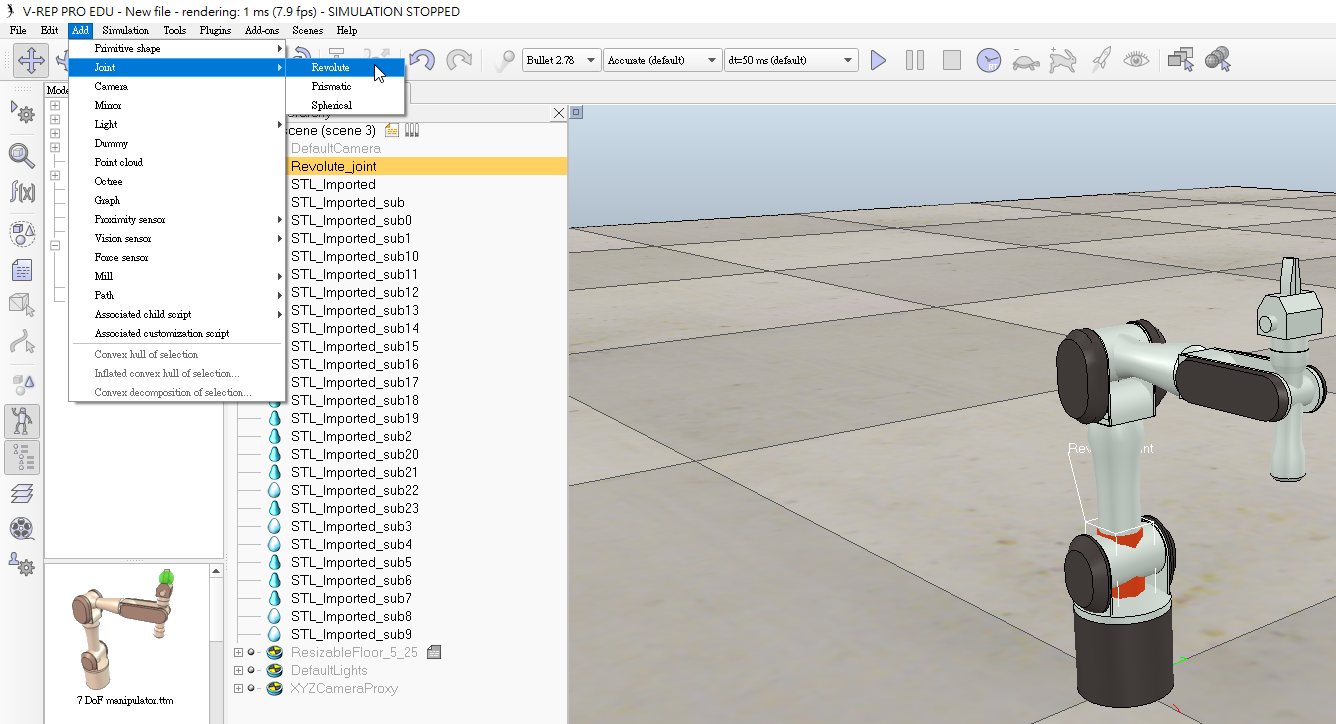 V-REP PRO EDU - New file - rendering: 1 ms (7.9 fps) - SIMULATION STOPPED
File Edit Add Simulation Tools Plugins Add-ons Scenes Help
Bullet 2.78 Accurate (default) dt=50 ms (default)
RT
Primitive shape
Joint
Camera
Mirror
Light
Dummy
Point cloud
Octree
Graph
Proximity sensor
Vision sensor
Force sensor
Mill
Path
Associated child script
Associated customization script
Convex hull of selection
Inflated convex hull of selection...
Convex decomposition of selection...
Revolute
Prismatic
Spherical
f(x)
cene (scene 3)
DefaultCamera
Revolute_joint
STL_Imported
STL_Imported_sub
STL_Imported_sub0
STL_Imported_sub1
STL_Imported_sub10
STL_Imported_sub11
STL_Imported_sub12
STL_Imported_sub13
STL_Imported_sub14
STL_Imported_sub15
STL_Imported_sub16
STL_Imported_sub17
STL_Imported_sub18
STL_Imported_sub19
STL_Imported_sub2
STL_Imported_sub20
STL_Imported_sub21
STL_Imported_sub22
STL_Imported_sub23
STL_Imported_sub3
STL_Imported_sub4
STL_Imported_sub5
STL_Imported_sub6
STL_Imported_sub7
STL_Imported_sub8
STL_Imported_sub9
ResizableFloor_5_25
DefaultLights
XYZCameraProxy
7 DoF manipulator.ttm